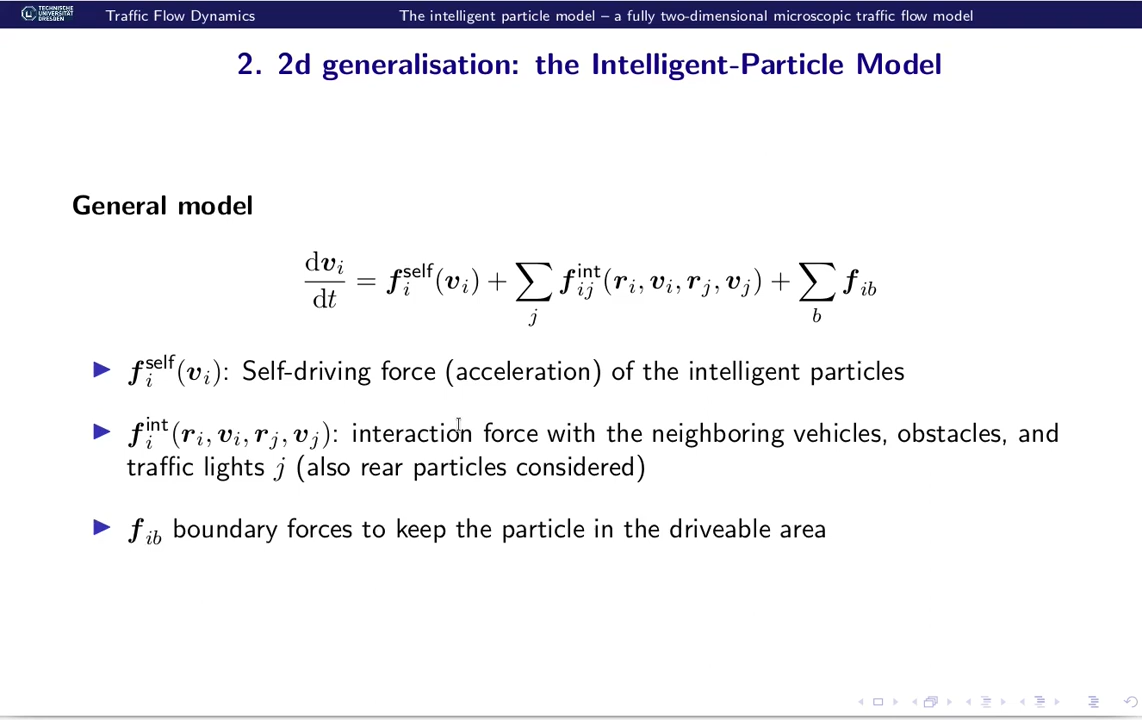 TECHNISCHE
UNIVERSITÄT
DRESDEN
Traffic Flow Dynamics
The intelligent particle model – a fully two-dimensional microscopic traffic flow model
2. 2d generalisation: the Intelligent-Particle Model
General model
d𝒗_i/dt = 𝒇_i^self(𝒗_i) + ∑_j 𝒇_ij^int(𝒓_i, 𝒗_i, 𝒓_j, 𝒗_j) + ∑_b 𝒇_ib
▶ 𝒇_i^self(𝒗_i): Self-driving force (acceleration) of the intelligent particles
▶ 𝒇_i^int(𝒓_i, 𝒗_i, 𝒓_j, 𝒗_j): interaction force with the neighboring vehicles, obstacles, and
traffic lights j (also rear particles considered)
▶ 𝒇_ib boundary forces to keep the particle in the driveable area